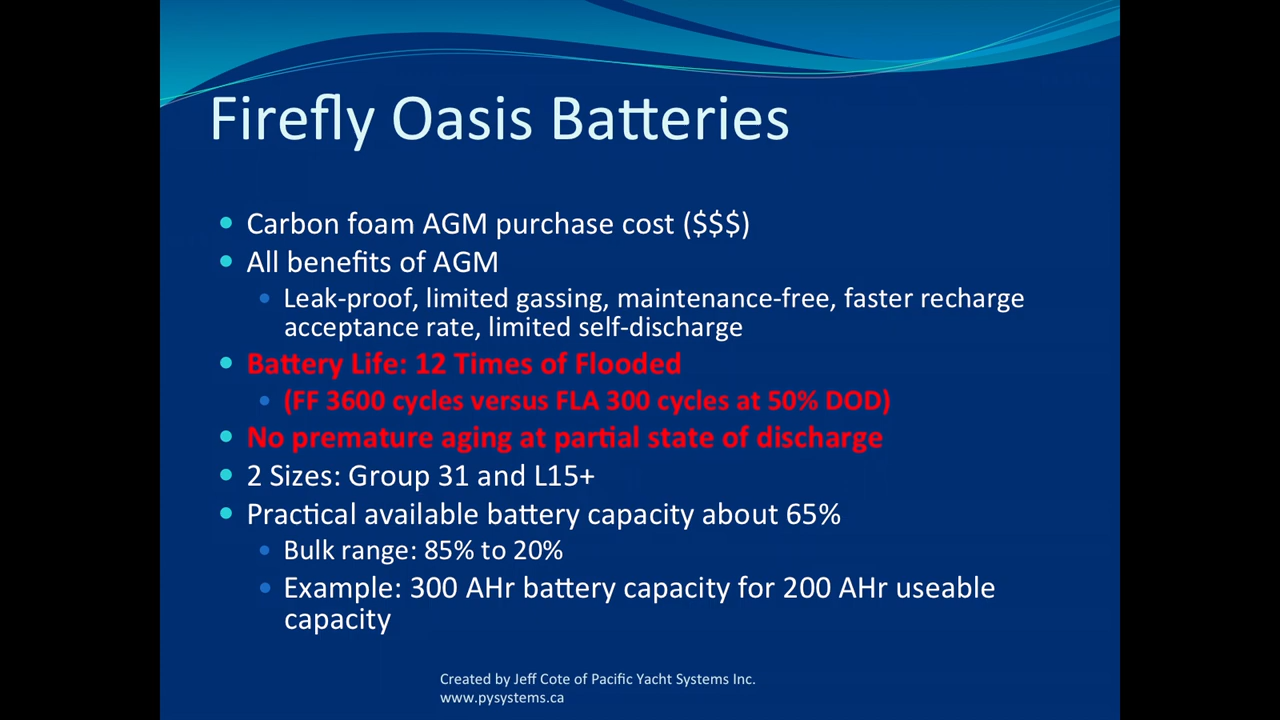 Firefly Oasis Batteries
Carbon foam AGM purchase cost ($$$)
All benefits of AGM
Leak-proof, limited gassing, maintenance-free, faster recharge
acceptance rate, limited self-discharge
Battery Life: 12 Times of Flooded
(FF 3600 cycles versus FLA 300 cycles at 50% DOD)
No premature aging at partial state of discharge
2 Sizes: Group 31 and L15+
Practical available battery capacity about 65%
Bulk range: 85% to 20%
Example: 300 AHr battery capacity for 200 AHr useable
capacity
Created by Jeff Cote of Pacific Yacht Systems Inc.
www.pysystems.ca